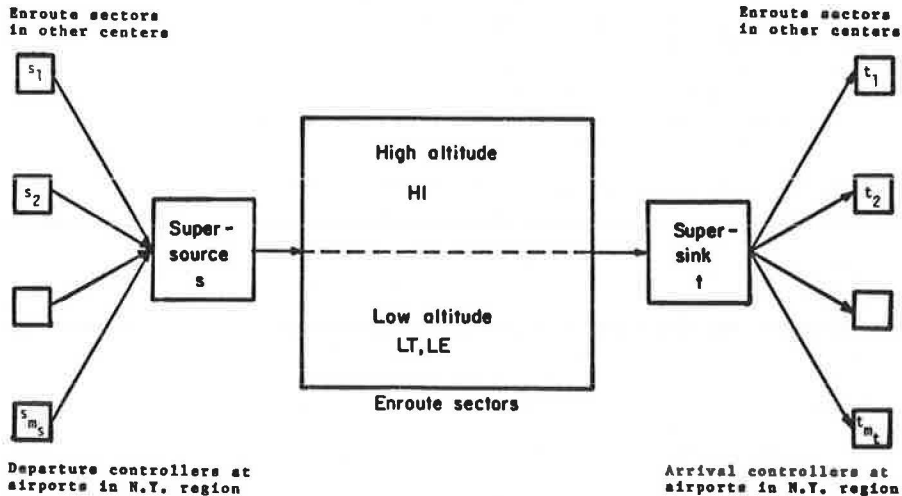 Enroute sectors
in other centers
Enroute sectors
in other centers
s1
t1
High altitude
HI
s2
t2
Super-
source
s
Super-
sink
t
Low altitude
LT, LE
Enroute sectors
s m s
t m t
Departure controllers at
airports in N.Y. region
Arrival controllers at
airports in N.Y. region